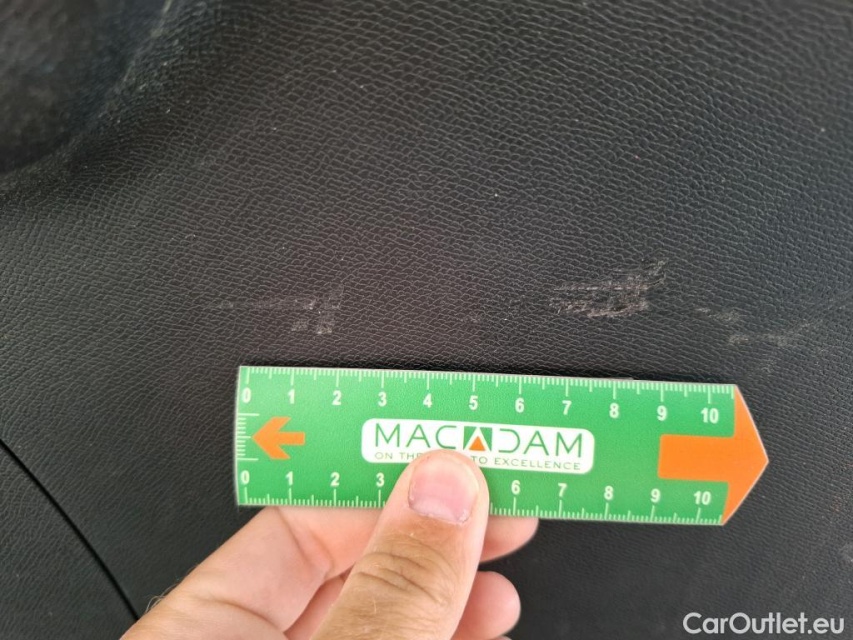 0 1 2 3 4 5 6 7 8 9 10
MACADAM
ON THE TO EXCELLENCE
0 1 2 3 6 7 8 9 10
CarOutlet.eu